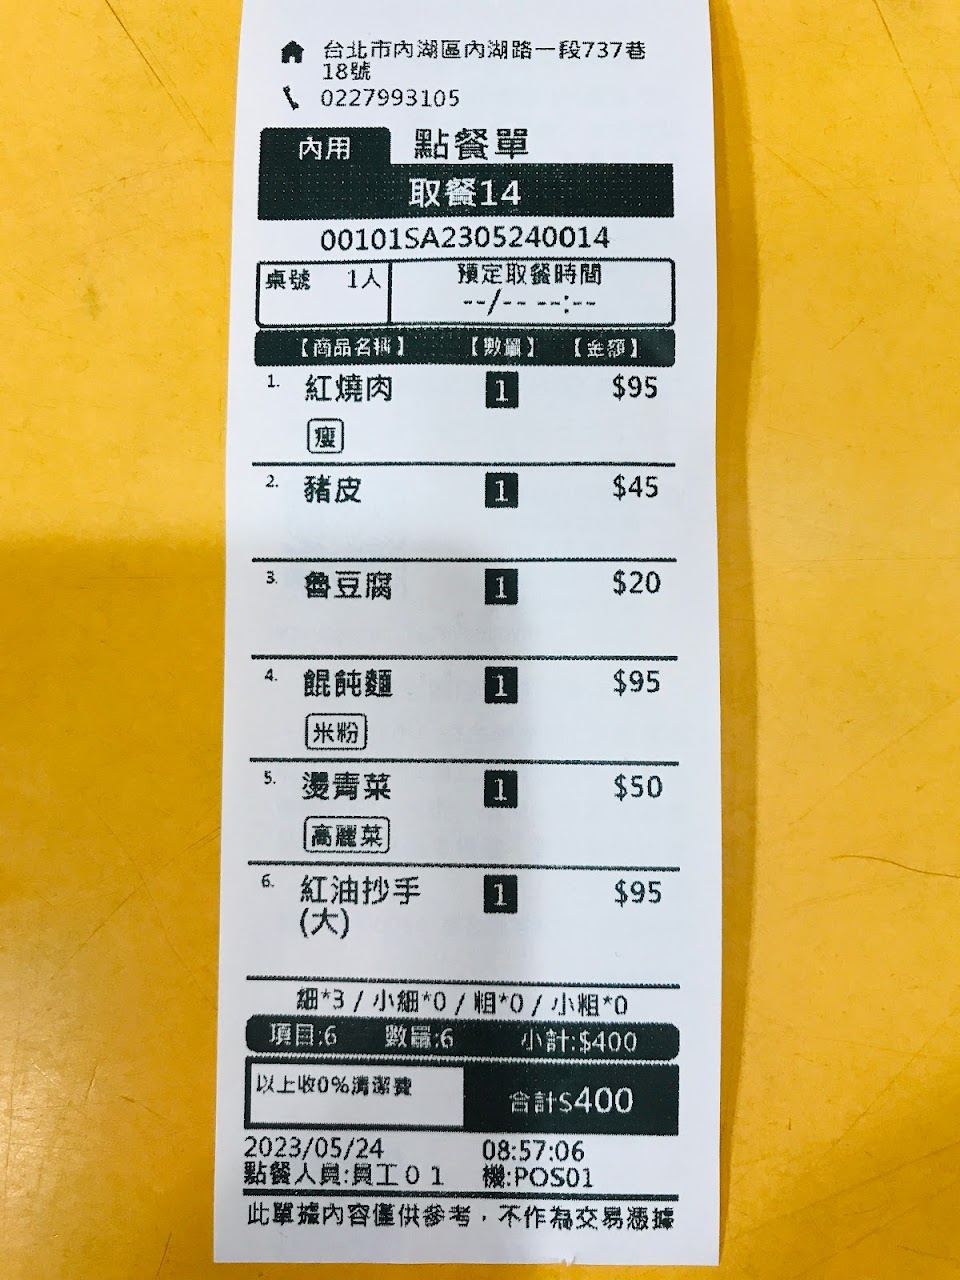 台北市內湖區內湖路一段737巷
18號
0227993105
內用 點餐單
取餐14
00101SA2305240014
桌號 1人 預定取餐時間
--/-- --:--
【商品名稱】 【數量】 【金額】
1. 紅燒肉 1 $95
瘦
2. 豬皮 1 $45
3. 魯豆腐 1 $20
4. 餛飩麵 1 $95
米粉
5. 燙青菜 1 $50
高麗菜
6. 紅油抄手 1 $95
(大)
細*3 / 小細*0 / 粗*0 / 小粗*0
項目:6 數量:6 小計:$400
以上收0%清潔費 合計$400
2023/05/24 08:57:06
點餐人員:員工０１ 機:POS01
此單據內容僅供參考，不作為交易憑據